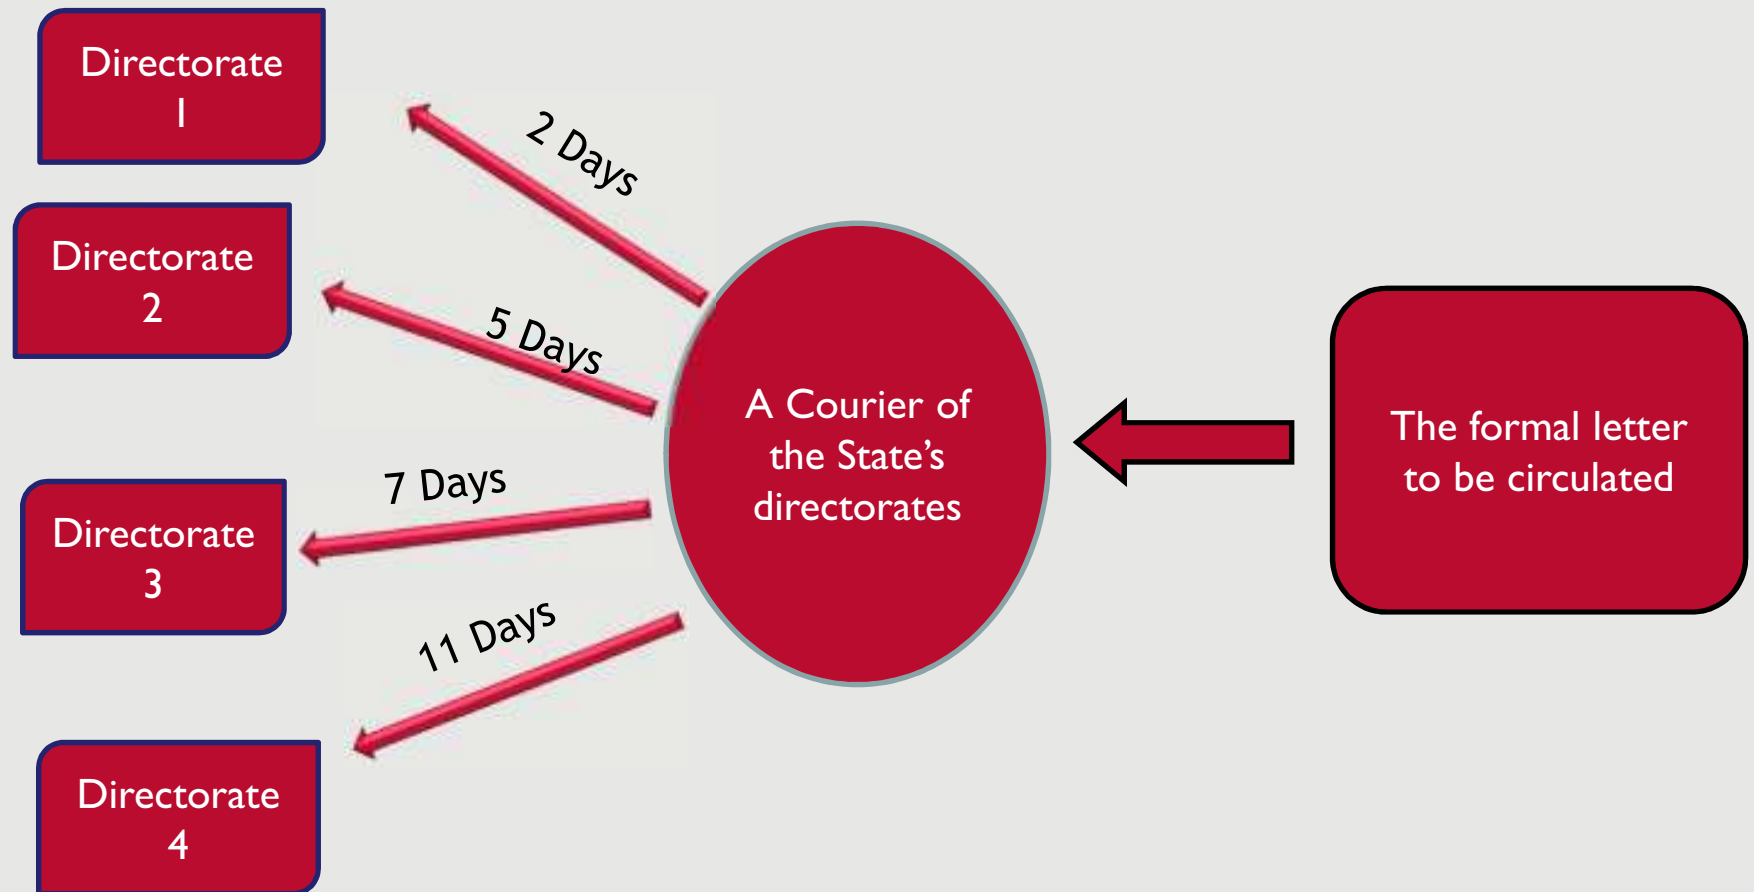 Directorate
1
2 Days
Directorate
2
5 Days
A Courier of
the State’s
directorates
The formal letter
to be circulated
7 Days
Directorate
3
11 Days
Directorate
4